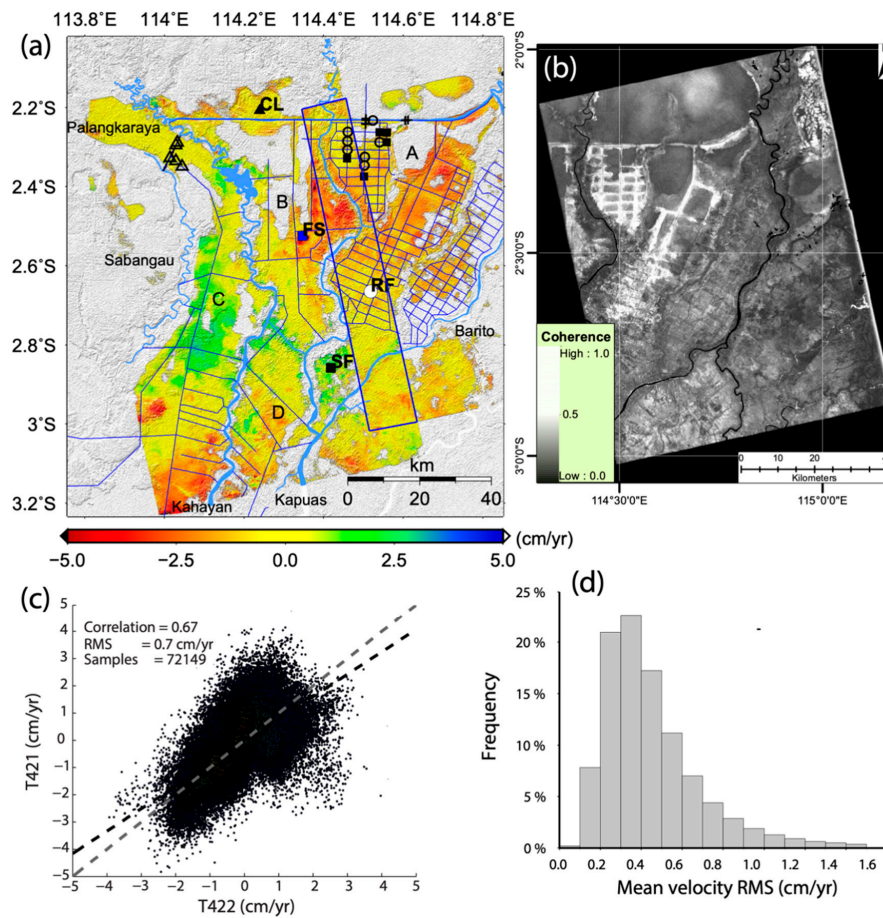 113.8°E 114°E 114.2°E 114.4°E 114.6°E 114.8°E
(a)
2.2°S
2.4°S
2.6°S
2.8°S
3°S
3.2°S
CL
Palangkaraya
A
B
FS
Sabangau
C
RF
Barito
SF
D
km
0 20 40
Kahayan
Kapuas
−5.0 −2.5 0.0 2.5 5.0 (cm/yr)
(b)
2°0'0"S
2°30'0"S
3°0'0"S
Coherence
High : 1.0
0.5
Low : 0.0
0 10 20
Kilometers
114°30'0"E 115°0'0"E
(c)
Correlation = 0.67
RMS = 0.7 cm/yr
Samples = 72149
5
4
3
2
1
0
−1
−2
−3
−4
−5
T421 (cm/yr)
−5 −4 −3 −2 −1 0 1 2 3 4 5
T422 (cm/yr)
(d)
25 %
20 %
15 %
10 %
5 %
0 %
Frequency
0.0 0.2 0.4 0.6 0.8 1.0 1.2 1.4 1.6
Mean velocity RMS (cm/yr)